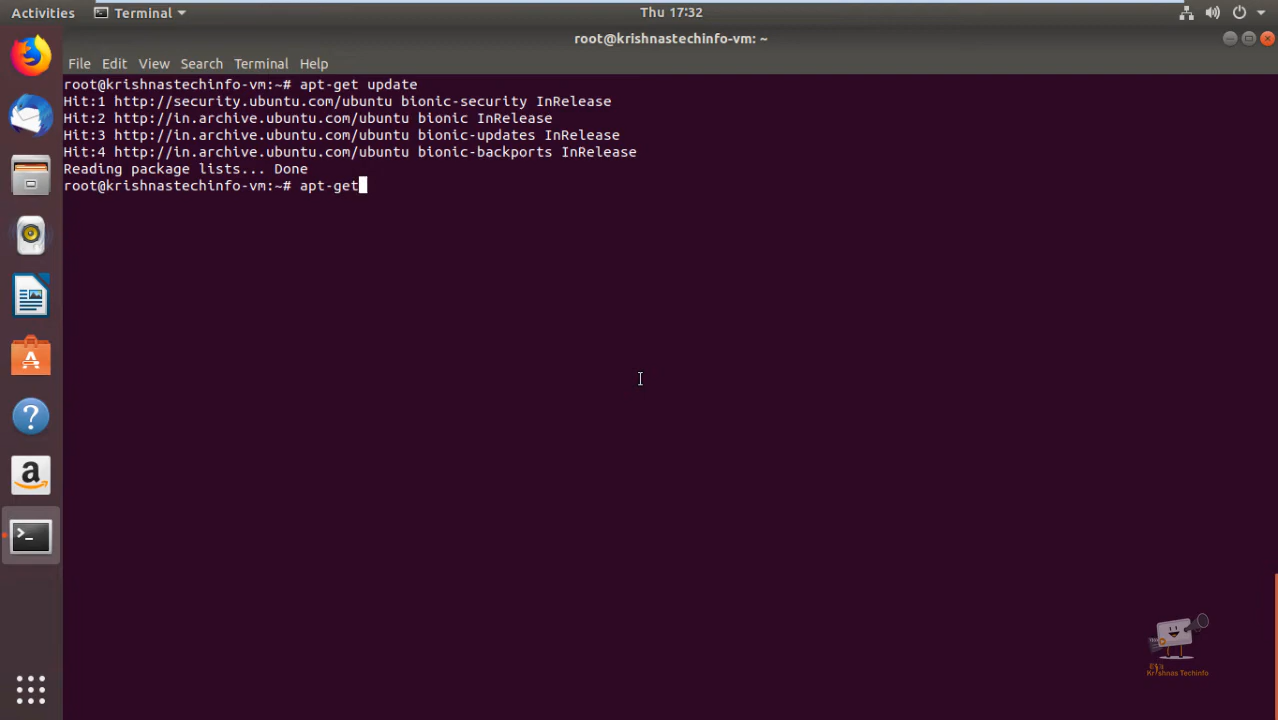 Activities
Terminal
Thu 17:32
root@krishnastechinfo-vm: ~
File Edit View Search Terminal Help
root@krishnastechinfo-vm:~# apt-get update
Hit:1 http://security.ubuntu.com/ubuntu bionic-security InRelease
Hit:2 http://in.archive.ubuntu.com/ubuntu bionic InRelease
Hit:3 http://in.archive.ubuntu.com/ubuntu bionic-updates InRelease
Hit:4 http://in.archive.ubuntu.com/ubuntu bionic-backports InRelease
Reading package lists... Done
root@krishnastechinfo-vm:~# apt-get
Krishnas Techinfo